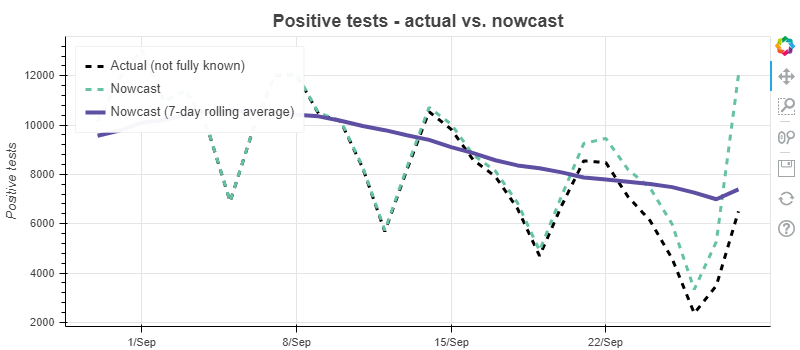 Positive tests - actual vs. nowcast
Actual (not fully known)
Nowcast
Nowcast (7-day rolling average)
Positive tests
12000
10000
8000
6000
4000
2000
1/Sep
8/Sep
15/Sep
22/Sep